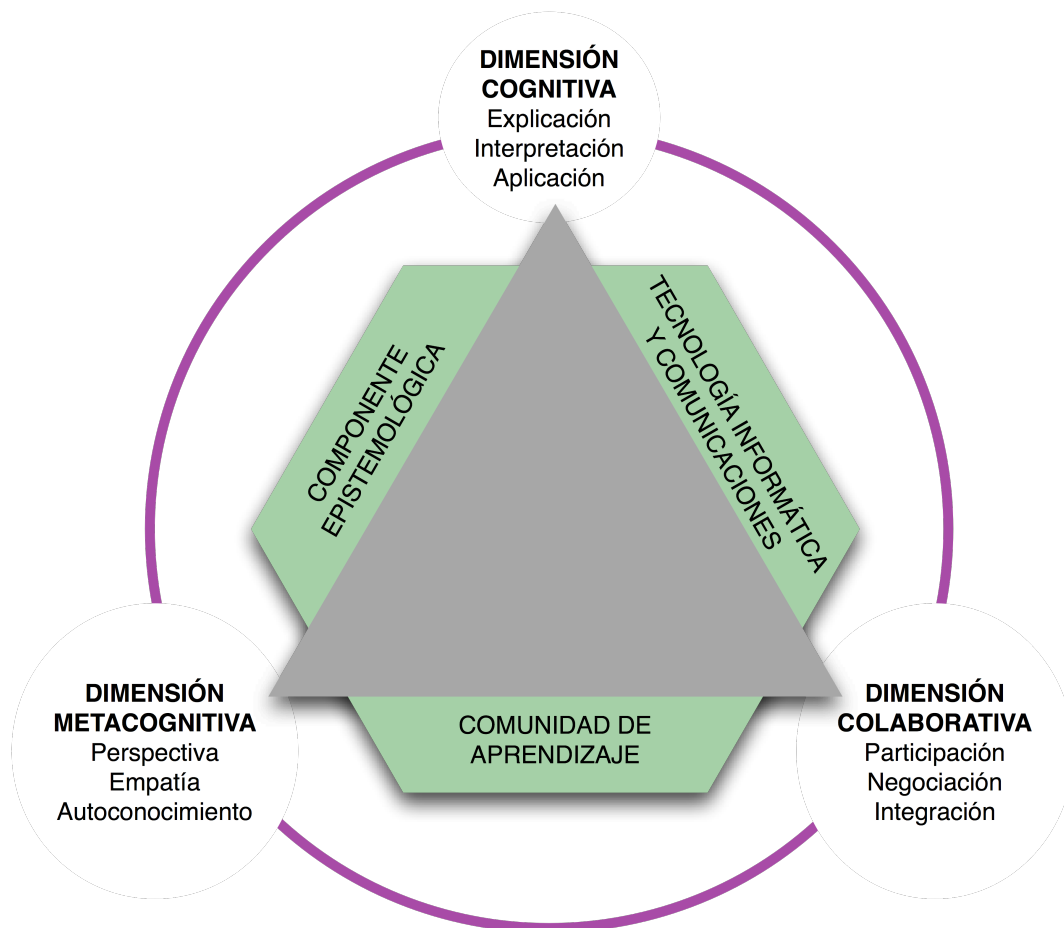 DIMENSIÓN
COGNITIVA
Explicación
Interpretación
Aplicación
COMPONENTE
EPISTEMOLÓGICA
TECNOLOGÍA INFORMÁTICA
Y COMUNICACIONES
DIMENSIÓN
METACOGNITIVA
Perspectiva
Empatía
Autoconocimiento
COMUNIDAD DE
APRENDIZAJE
DIMENSIÓN
COLABORATIVA
Participación
Negociación
Integración